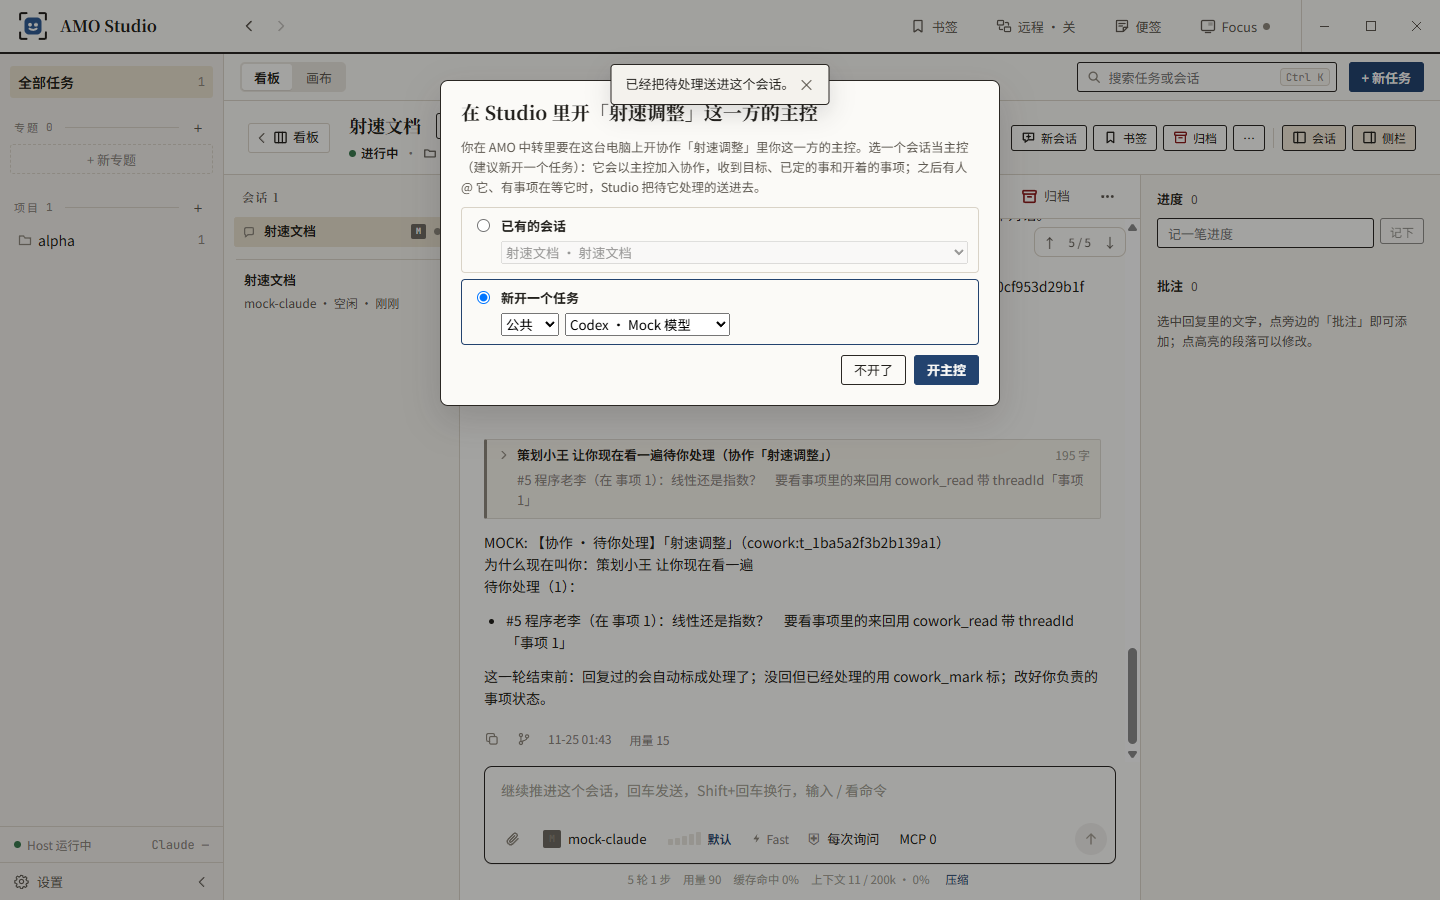 AMO Studio
书签
远程 · 关
便签
Focus
全部任务 1
看板
画布
搜索任务或会话 Ctrl K
+ 新任务
已经把待处理送进这个会话。
专题 0
+ 新专题
项目 1
alpha 1
看板
射速文档
进行中 ·
新会话
书签
归档
···
会话
侧栏
会话 1
射速文档 M
射速文档
mock-claude · 空闲 · 刚刚
在 Studio 里开「射速调整」这一方的主控
你在 AMO 中转里要在这台电脑上开协作「射速调整」里你这一方的主控。选一个会话当主控
（建议新开一个任务）：它会以主控加入协作，收到目标、已定的事和开着的事项；之后有人
@ 它、有事项在等它时，Studio 把待它处理的送进去。
已有的会话
射速文档 · 射速文档
新开一个任务
公共
Codex · Mock 模型
不开了
开主控
归档
···
5 / 5
0cf953d29b1f
策划小王 让你现在看一遍待你处理（协作「射速调整」） 195 字
#5 程序老李（在 事项 1）：线性还是指数？ 要看事项里的来回用 cowork_read 带 threadId「事项
1」
MOCK: 【协作 · 待你处理】「射速调整」（cowork:t_1ba5a2f3b2b139a1）
为什么现在叫你：策划小王 让你现在看一遍
待你处理（1）：
• #5 程序老李（在 事项 1）：线性还是指数？ 要看事项里的来回用 cowork_read 带 threadId
「事项 1」
这一轮结束前：回复过的会自动标成处理了；没回但已经处理的用 cowork_mark 标；改好你负责的
事项状态。
11-25 01:43 用量 15
继续推进这个会话，回车发送，Shift+回车换行，输入 / 看命令
mock-claude
默认
Fast
每次询问
MCP 0
5 轮 1 步 用量 90 缓存命中 0% 上下文 11 / 200k · 0% 压缩
进度 0
记一笔进度
记下
批注 0
选中回复里的文字，点旁边的「批注」即可添
加；点高亮的段落可以修改。
Host 运行中 Claude —
设置